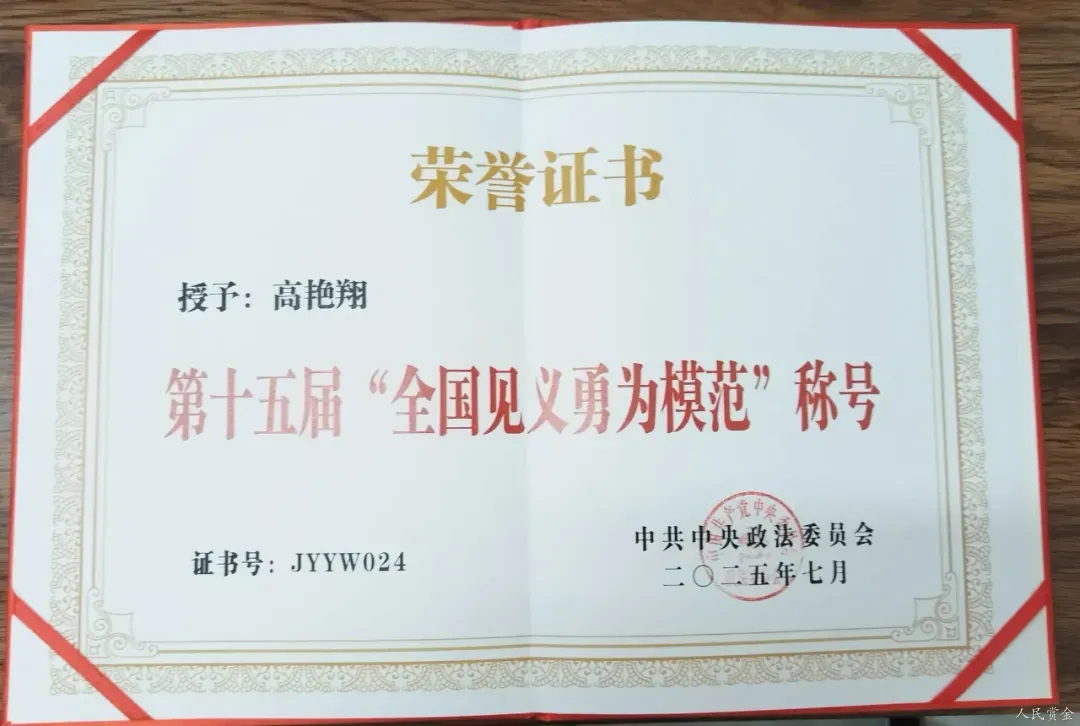 荣誉证书
授予：高艳翔
第十五届“全国见义勇为模范”称号
证书号：JYYW024
中共中央政法委员会
二〇二五年七月
人民赏金